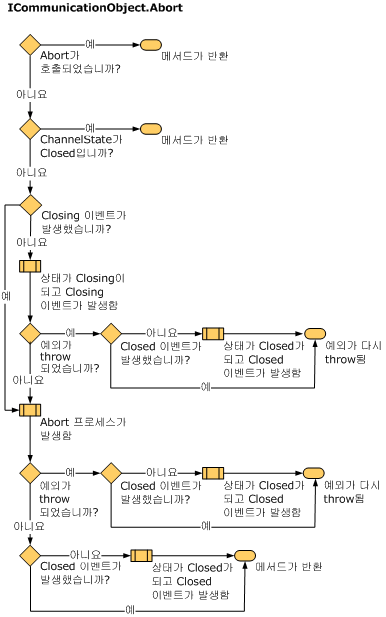 ICommunicationObject.Abort
예
Abort가
호출되었습니까?
메서드가 반환
아니요
예
ChannelState가
Closed입니까?
메서드가 반환
아니요
Closing 이벤트가
발생했습니까?
아니요
예
상태가 Closing이
되고 Closing
이벤트가 발생함
예
아니요
예외가
throw
되었습니까?
Closed 이벤트가
발생했습니까?
상태가 Closed가
되고 Closed
이벤트가 발생함
예외가 다시
throw됨
예
아니요
Abort 프로세스가
발생함
예
아니요
예외가
throw
되었습니까?
Closed 이벤트가
발생했습니까?
상태가 Closed가
되고 Closed
이벤트가 발생함
예외가 다시
throw됨
예
아니요
아니요
Closed 이벤트가
발생했습니까?
상태가 Closed가
되고 Closed
이벤트가 발생함
메서드가 반환
예